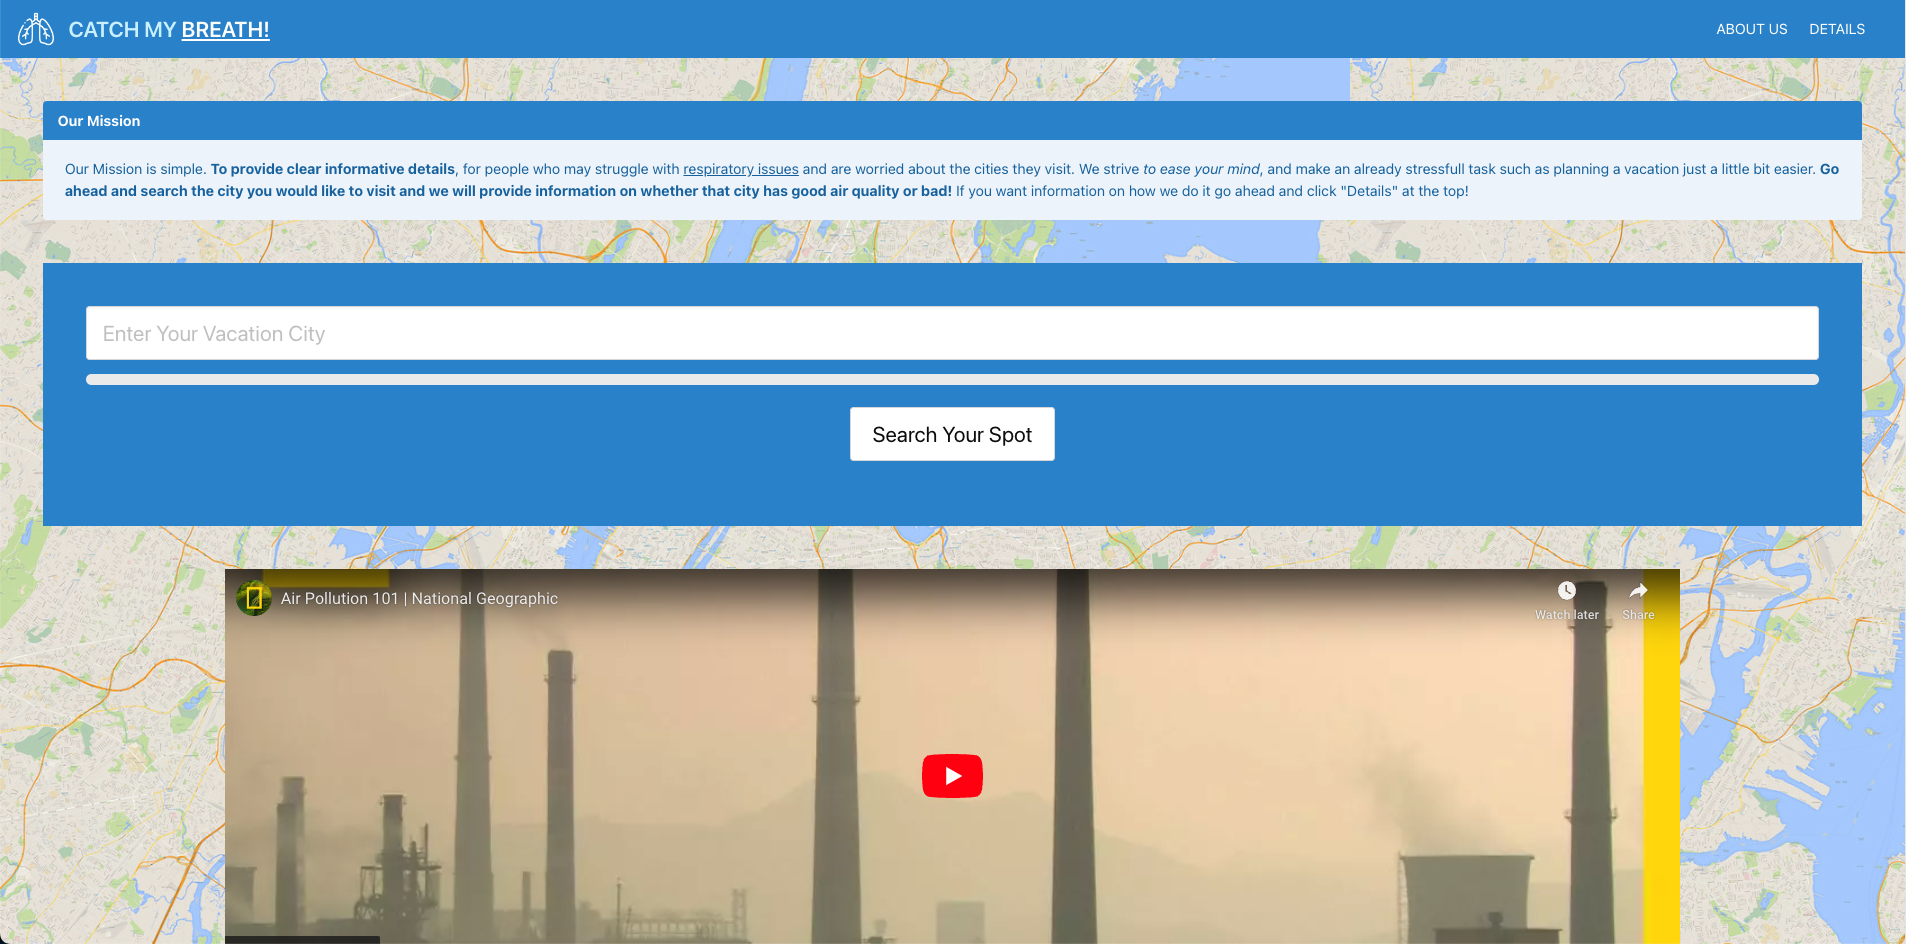 CATCH MY BREATH!
ABOUT US DETAILS
Our Mission
Our Mission is simple. To provide clear informative details, for people who may struggle with respiratory issues and are worried about the cities they visit. We strive to ease your mind, and make an already stressfull task such as planning a vacation just a little bit easier. Go
ahead and search the city you would like to visit and we will provide information on whether that city has good air quality or bad! If you want information on how we do it go ahead and click "Details" at the top!
Enter Your Vacation City
Search Your Spot
Air Pollution 101 | National Geographic
Watch later Share